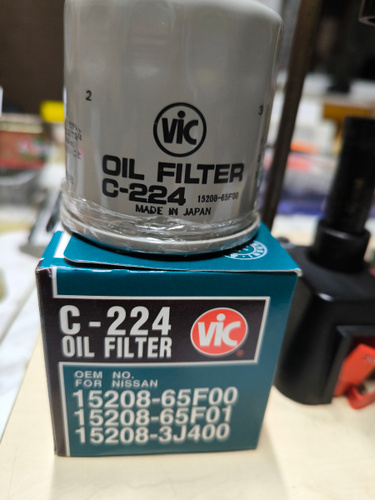 2
3
VIC
OIL FILTER
C-224 15208-65F00
MADE IN JAPAN
C-224
OIL FILTER
VIC
OEM NO.
FOR NISSAN
15208-65F00
15208-65F01
15208-3J400